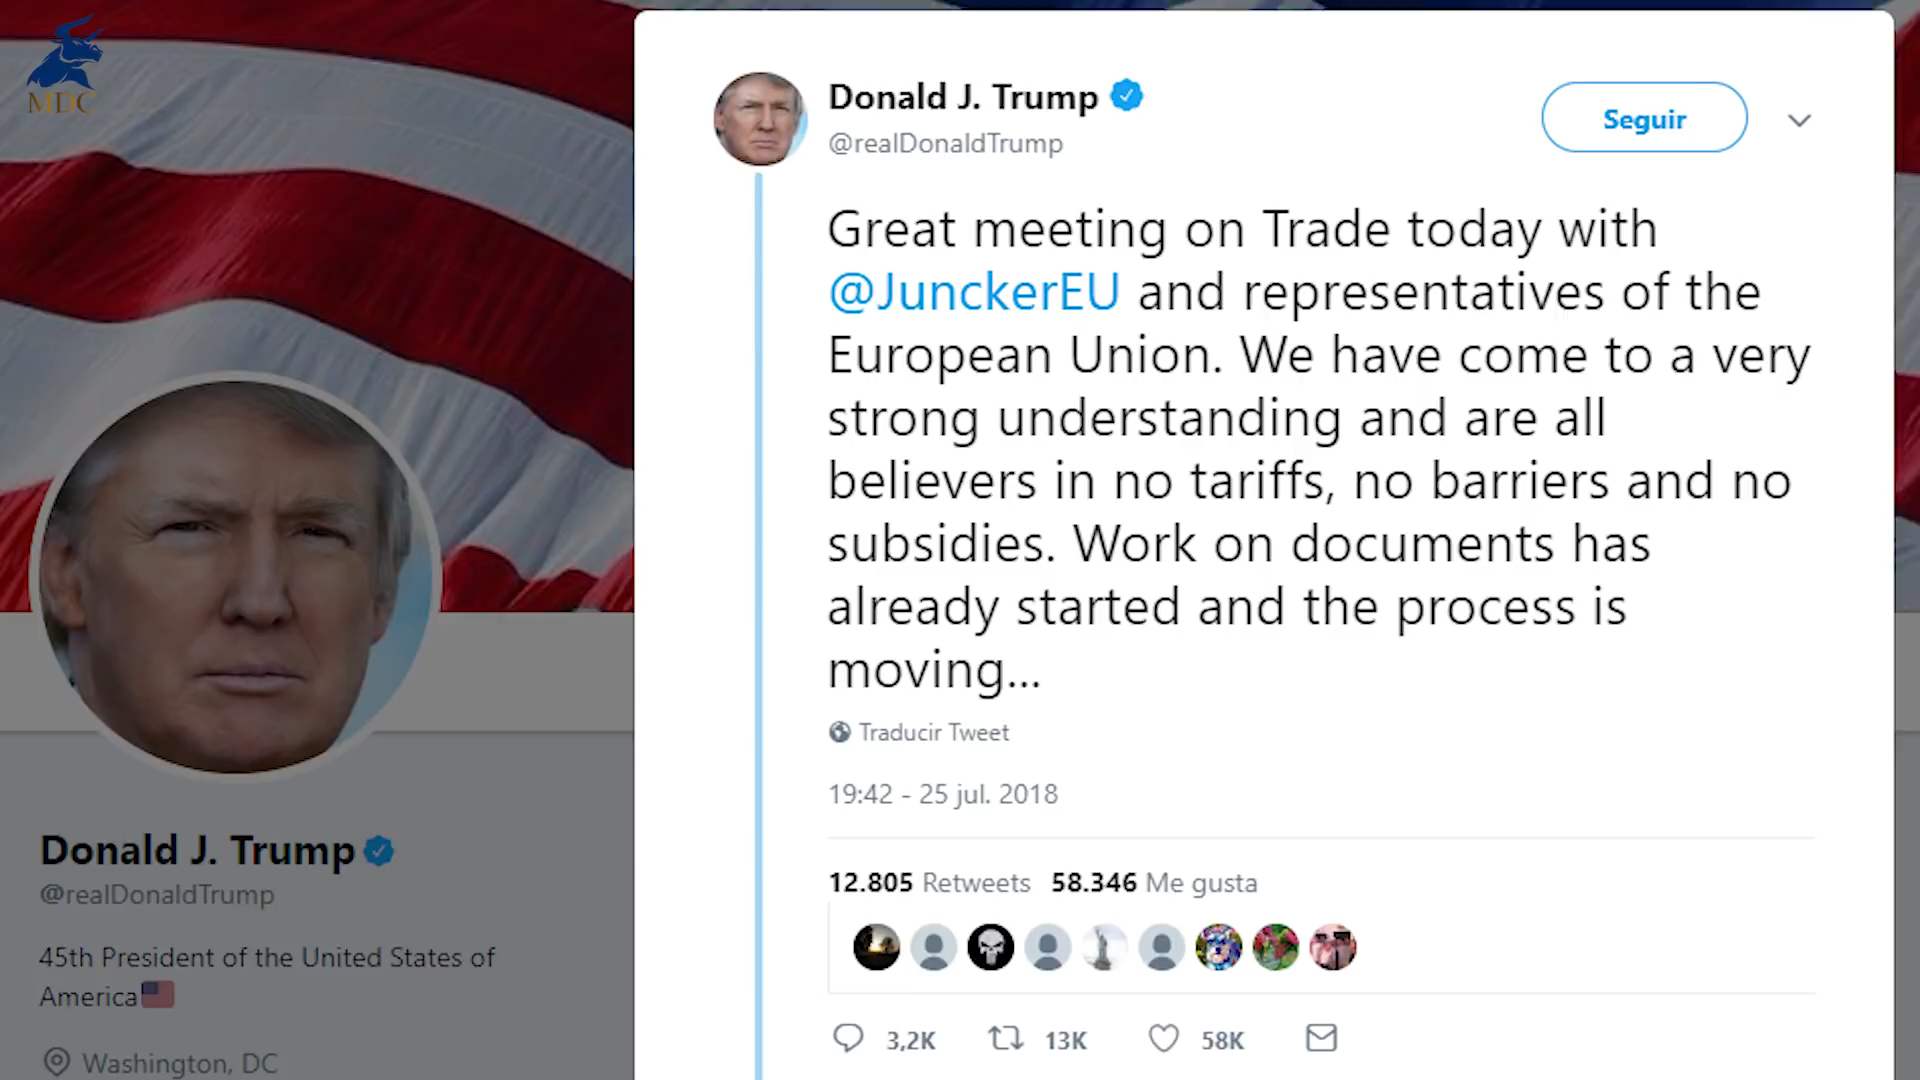 MDC
Donald J. Trump
@realDonaldTrump
Seguir
Great meeting on Trade today with
@JunckerEU and representatives of the
European Union. We have come to a very
strong understanding and are all
believers in no tariffs, no barriers and no
subsidies. Work on documents has
already started and the process is
moving...
Traducir Tweet
19:42 - 25 jul. 2018
12.805 Retweets 58.346 Me gusta
3,2K 13K 58K
Donald J. Trump
@realDonaldTrump
45th President of the United States of
America
Washington, DC